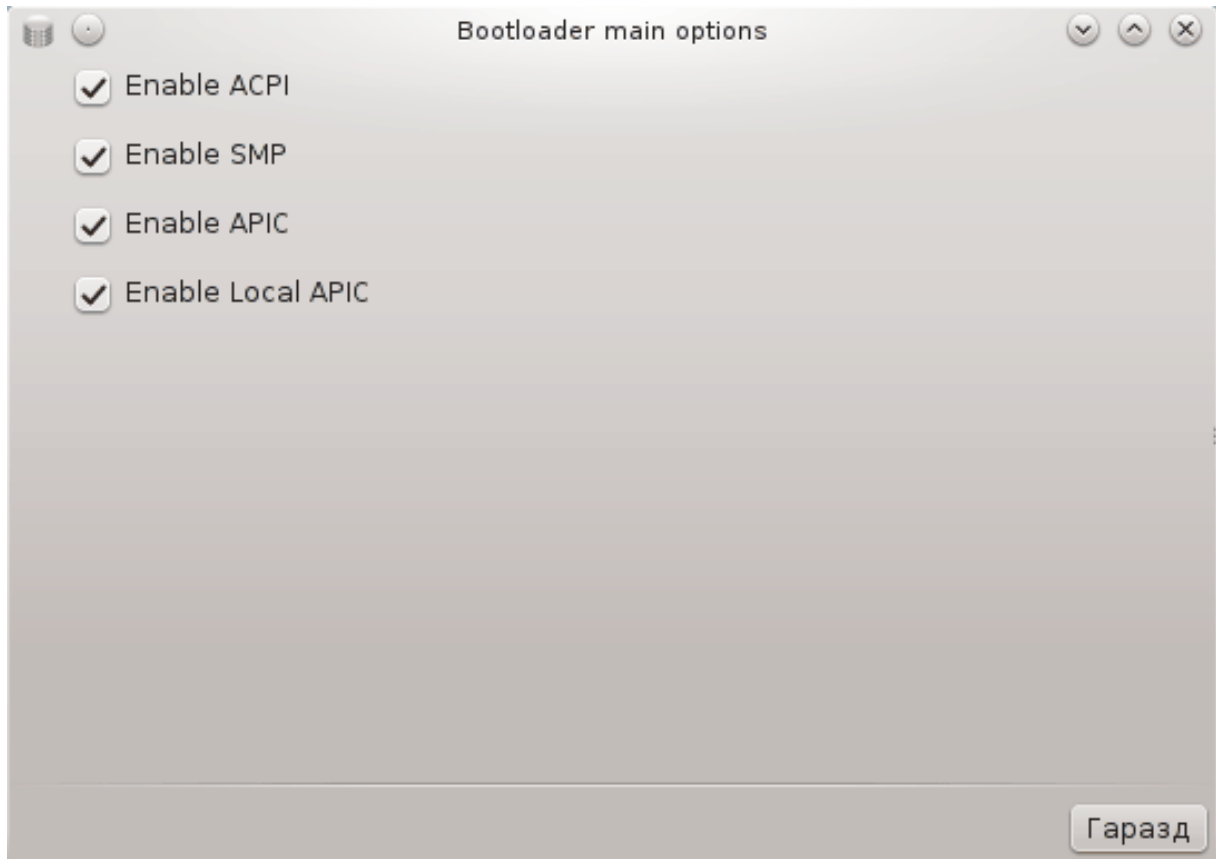 Bootloader main options
Enable ACPI
Enable SMP
Enable APIC
Enable Local APIC
Гаразд